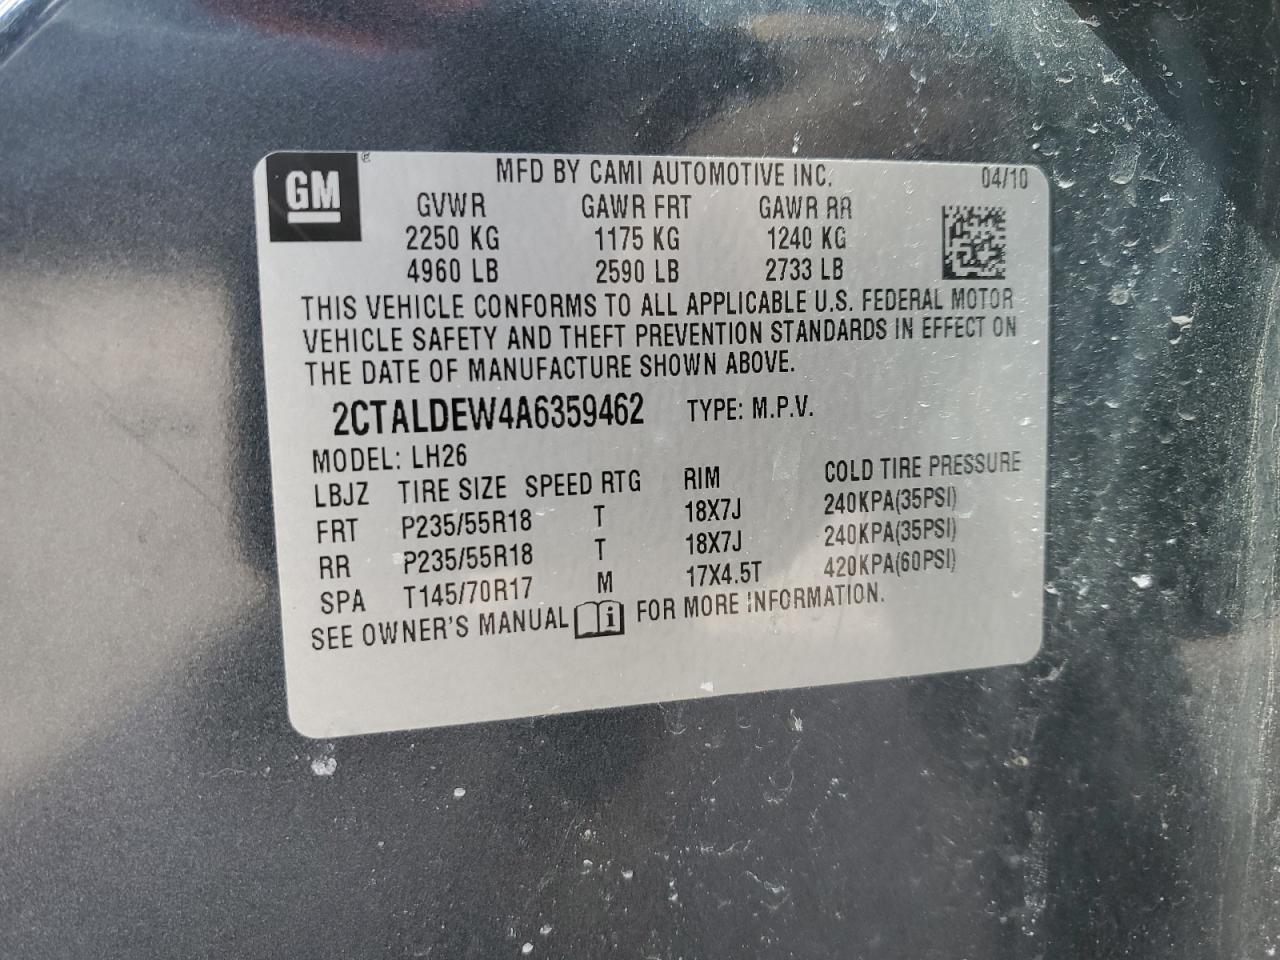 GM
MFD BY CAMI AUTOMOTIVE INC. 04/10
GVWR GAWR FRT GAWR RR
2250 KG 1175 KG 1240 KG
4960 LB 2590 LB 2733 LB
THIS VEHICLE CONFORMS TO ALL APPLICABLE U.S. FEDERAL MOTOR
VEHICLE SAFETY AND THEFT PREVENTION STANDARDS IN EFFECT ON
THE DATE OF MANUFACTURE SHOWN ABOVE.
2CTALDEW4A6359462 TYPE: M.P.V.
MODEL: LH26
LBJZ TIRE SIZE SPEED RTG RIM COLD TIRE PRESSURE
FRT P235/55R18 T 18X7J 240KPA(35PSI)
RR P235/55R18 T 18X7J 240KPA(35PSI)
SPA T145/70R17 M 17X4.5T 420KPA(60PSI)
SEE OWNER'S MANUAL i FOR MORE INFORMATION.